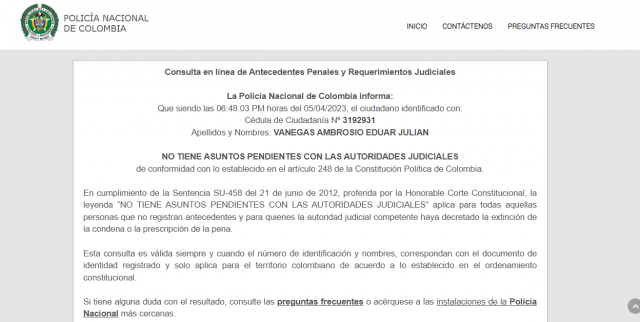 POLICÍA NACIONAL
DE COLOMBIA
INICIO CONTÁCTENOS PREGUNTAS FRECUENTES
Consulta en línea de Antecedentes Penales y Requerimientos Judiciales
La Policía Nacional de Colombia informa:
Que siendo las 06:48:03 PM horas del 05/04/2023, el ciudadano identificado con:
Cédula de Ciudadanía Nº 3192931
Apellidos y Nombres: VANEGAS AMBROSIO EDUAR JULIAN
NO TIENE ASUNTOS PENDIENTES CON LAS AUTORIDADES JUDICIALES
de conformidad con lo establecido en el artículo 248 de la Constitución Política de Colombia.
En cumplimiento de la Sentencia SU-458 del 21 de junio de 2012, proferida por la Honorable Corte Constitucional, la
leyenda "NO TIENE ASUNTOS PENDIENTES CON LAS AUTORIDADES JUDICIALES" aplica para todas aquellas
personas que no registran antecedentes y para quienes la autoridad judicial competente haya decretado la extinción de
la condena o la prescripción de la pena.
Esta consulta es válida siempre y cuando el número de identificación y nombres, correspondan con el documento de
identidad registrado y solo aplica para el territorio colombiano de acuerdo a lo establecido en el ordenamiento
constitucional.
Si tiene alguna duda con el resultado, consulte las preguntas frecuentes o acérquese a las instalaciones de la Policía
Nacional más cercanas.